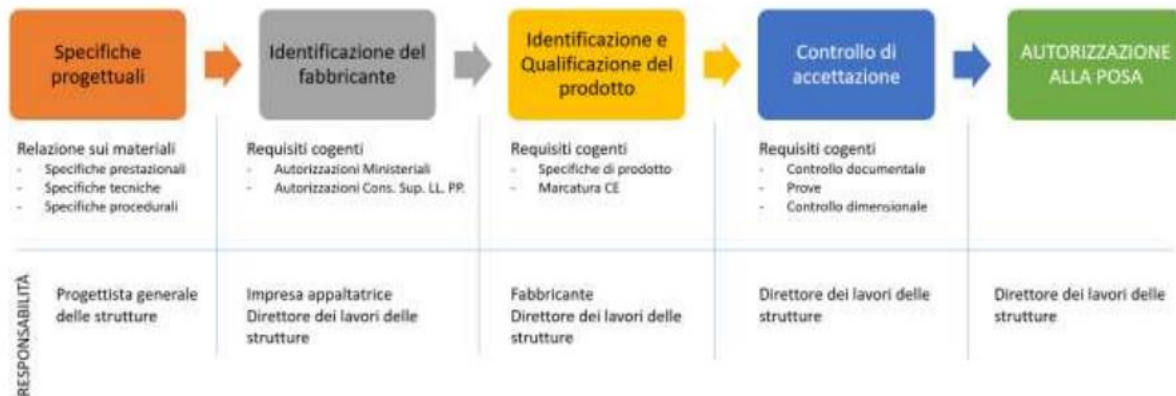 Specifiche
progettuali
Identificazione del
fabbricante
Identificazione e
Qualificazione del
prodotto
Controllo di
accettazione
AUTORIZZAZIONE
ALLA POSA
Relazione sui materiali
- Specifiche prestazionali
- Specifiche tecniche
- Specifiche procedurali
Requisiti cogenti
- Autorizzazioni Ministeriali
- Autorizzazioni Cons. Sup. LL. PP.
Requisiti cogenti
- Specifiche di prodotto
- Marcatura CE
Requisiti cogenti
- Controllo documentale
- Prove
- Controllo dimensionale
RESPONSABILITÀ
Progettista generale
delle strutture
Impresa appaltatrice
Direttore dei lavori delle
strutture
Fabbricante
Direttore dei lavori delle
strutture
Direttore dei lavori delle
strutture
Direttore dei lavori delle
strutture